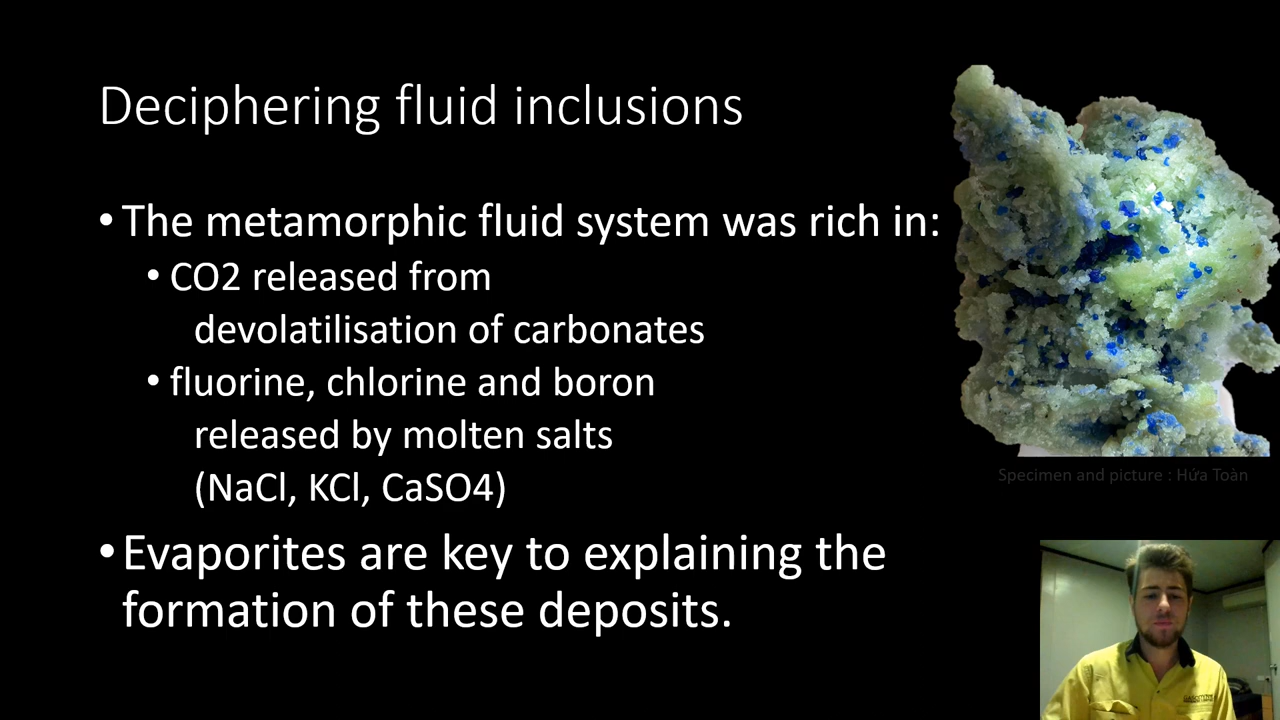 Deciphering fluid inclusions
• The metamorphic fluid system was rich in:
• CO2 released from
devolatilisation of carbonates
• fluorine, chlorine and boron
released by molten salts
(NaCl, KCl, CaSO4)
• Evaporites are key to explaining the
formation of these deposits.
Specimen and picture : Hứa Toàn